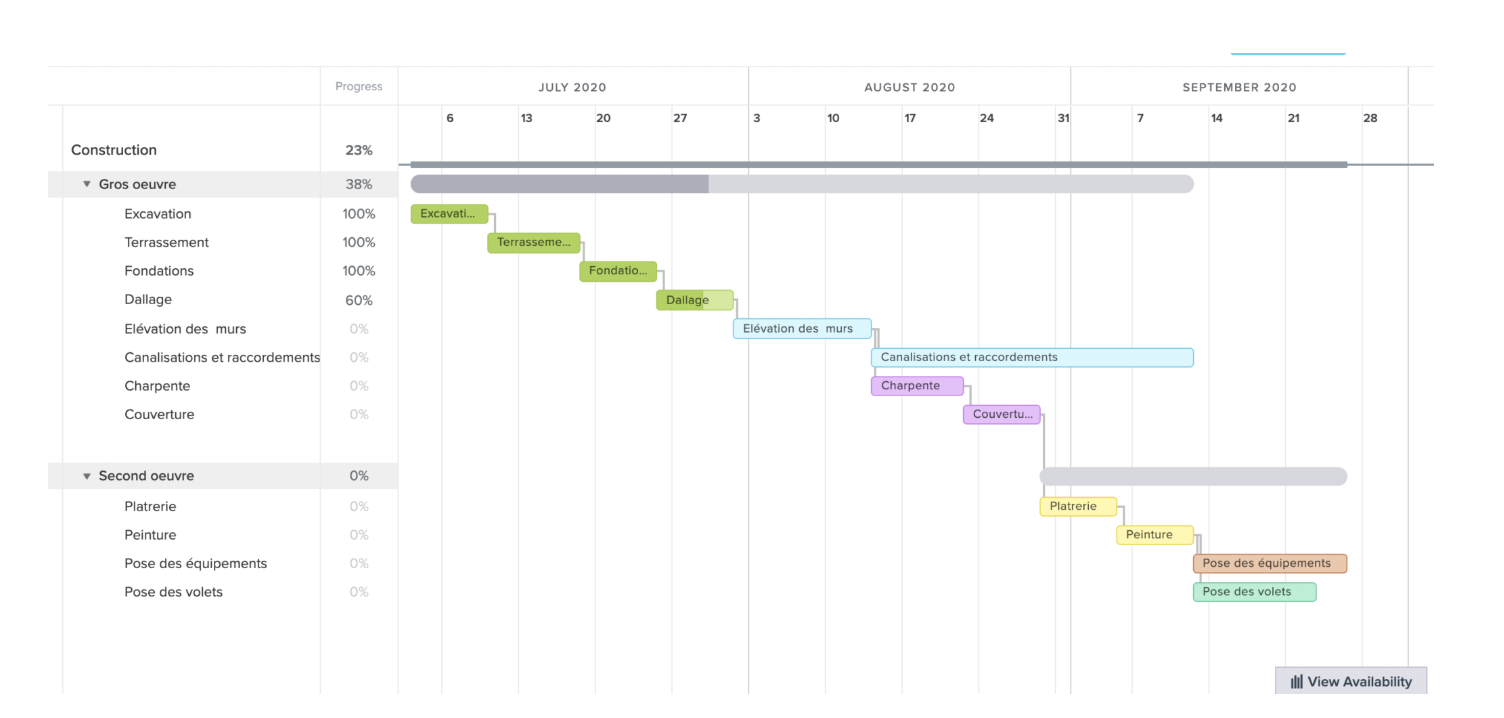 Progress JULY 2020 AUGUST 2020 SEPTEMBER 2020
6 13 20 27 3 10 17 24 31 7 14 21 28
Construction 23%
Gros oeuvre 38%
Excavation 100% Excavati...
Terrassement 100% Terrasseme...
Fondations 100% Fondatio...
Dallage 60% Dallage
Elévation des murs 0% Elévation des murs
Canalisations et raccordements 0% Canalisations et raccordements
Charpente 0% Charpente
Couverture 0% Couvertu...
Second oeuvre 0%
Platrerie 0% Platrerie
Peinture 0% Peinture
Pose des équipements 0% Pose des équipements
Pose des volets 0% Pose des volets
View Availability